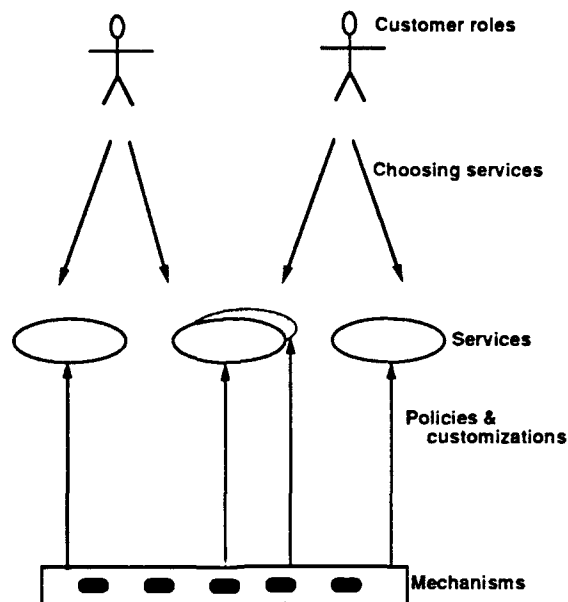 Customer roles
Choosing services
Services
Policies &
customizations
Mechanisms